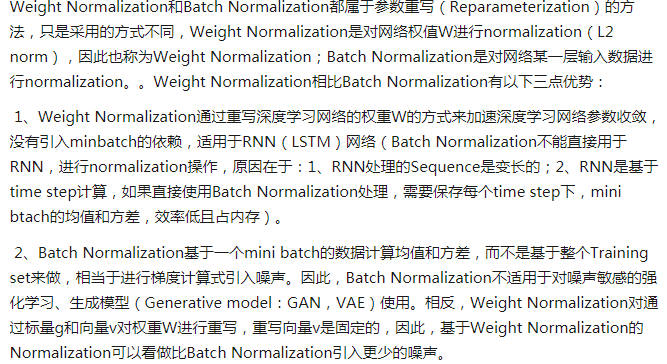 Weight Normalization和Batch Normalization都属于参数重写（Reparameterization）的方
法，只是采用的方式不同，Weight Normalization是对网络权值W进行normalization（L2
norm），因此也称为Weight Normalization；Batch Normalization是对网络某一层输入数据进
行normalization。。Weight Normalization相比Batch Normalization有以下三点优势：
1、Weight Normalization通过重写深度学习网络的权重W的方式来加速深度学习网络参数收敛，
没有引入minbatch的依赖，适用于RNN（LSTM）网络（Batch Normalization不能直接用于
RNN，进行normalization操作，原因在于：1、RNN处理的Sequence是变长的；2、RNN是基于
time step计算，如果直接使用Batch Normalization处理，需要保存每个time step下，mini
btach的均值和方差，效率低且占内存）。
2、Batch Normalization基于一个mini batch的数据计算均值和方差，而不是基于整个Training
set来做，相当于进行梯度计算式引入噪声。因此，Batch Normalization不适用于对噪声敏感的强
化学习、生成模型（Generative model：GAN，VAE）使用。相反，Weight Normalization对通
过标量g和向量v对权重W进行重写，重写向量v是固定的，因此，基于Weight Normalization的
Normalization可以看做比Batch Normalization引入更少的噪声。